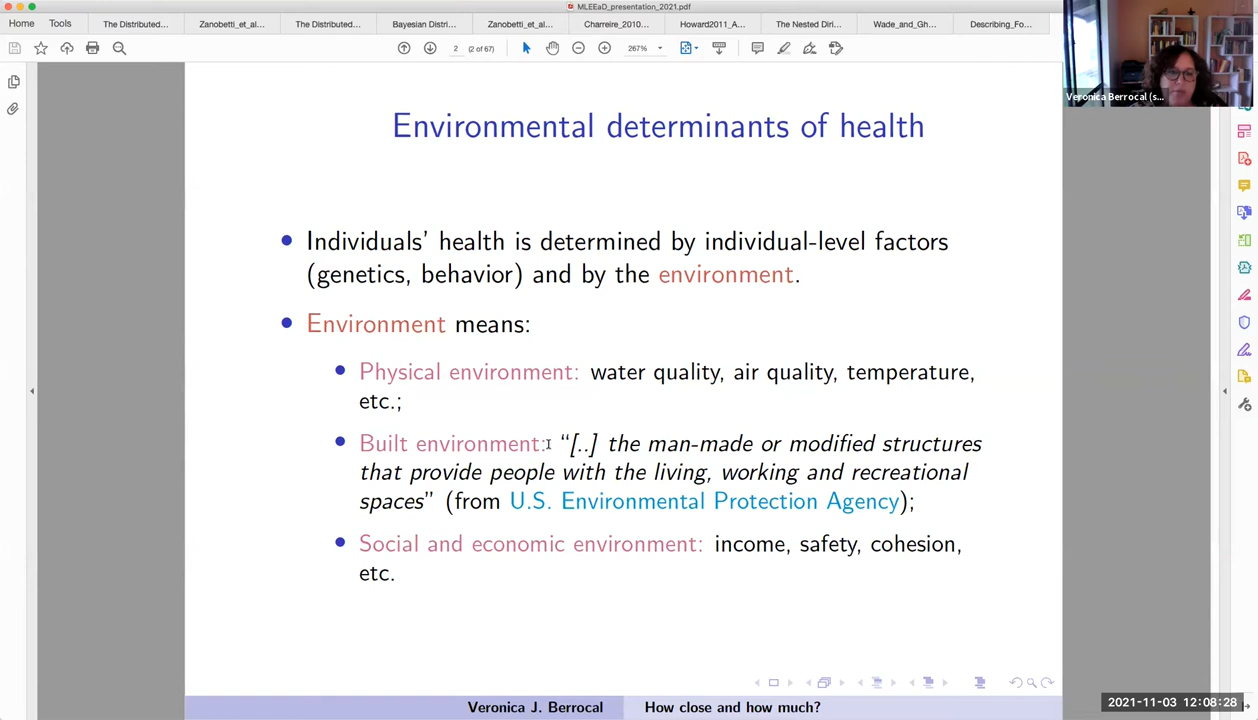 MLEEaD_presentation_2021.pdf
Home Tools The Distributed... Zanobetti_et_al... The Distributed... Bayesian Distri... Zanobetti_et_al... Charreire_2010... Howard2011_A... The Nested Diri... Wade_and_Gh... Describing_Fo...
2 (2 of 67) 267%
Veronica Berrocal (s...
Environmental determinants of health
Individuals’ health is determined by individual-level factors
(genetics, behavior) and by the environment.
Environment means:
Physical environment: water quality, air quality, temperature,
etc.;
Built environment: “[..] the man-made or modified structures
that provide people with the living, working and recreational
spaces” (from U.S. Environmental Protection Agency);
Social and economic environment: income, safety, cohesion,
etc.
Veronica J. Berrocal How close and how much?
2021-11-03 12:08:28